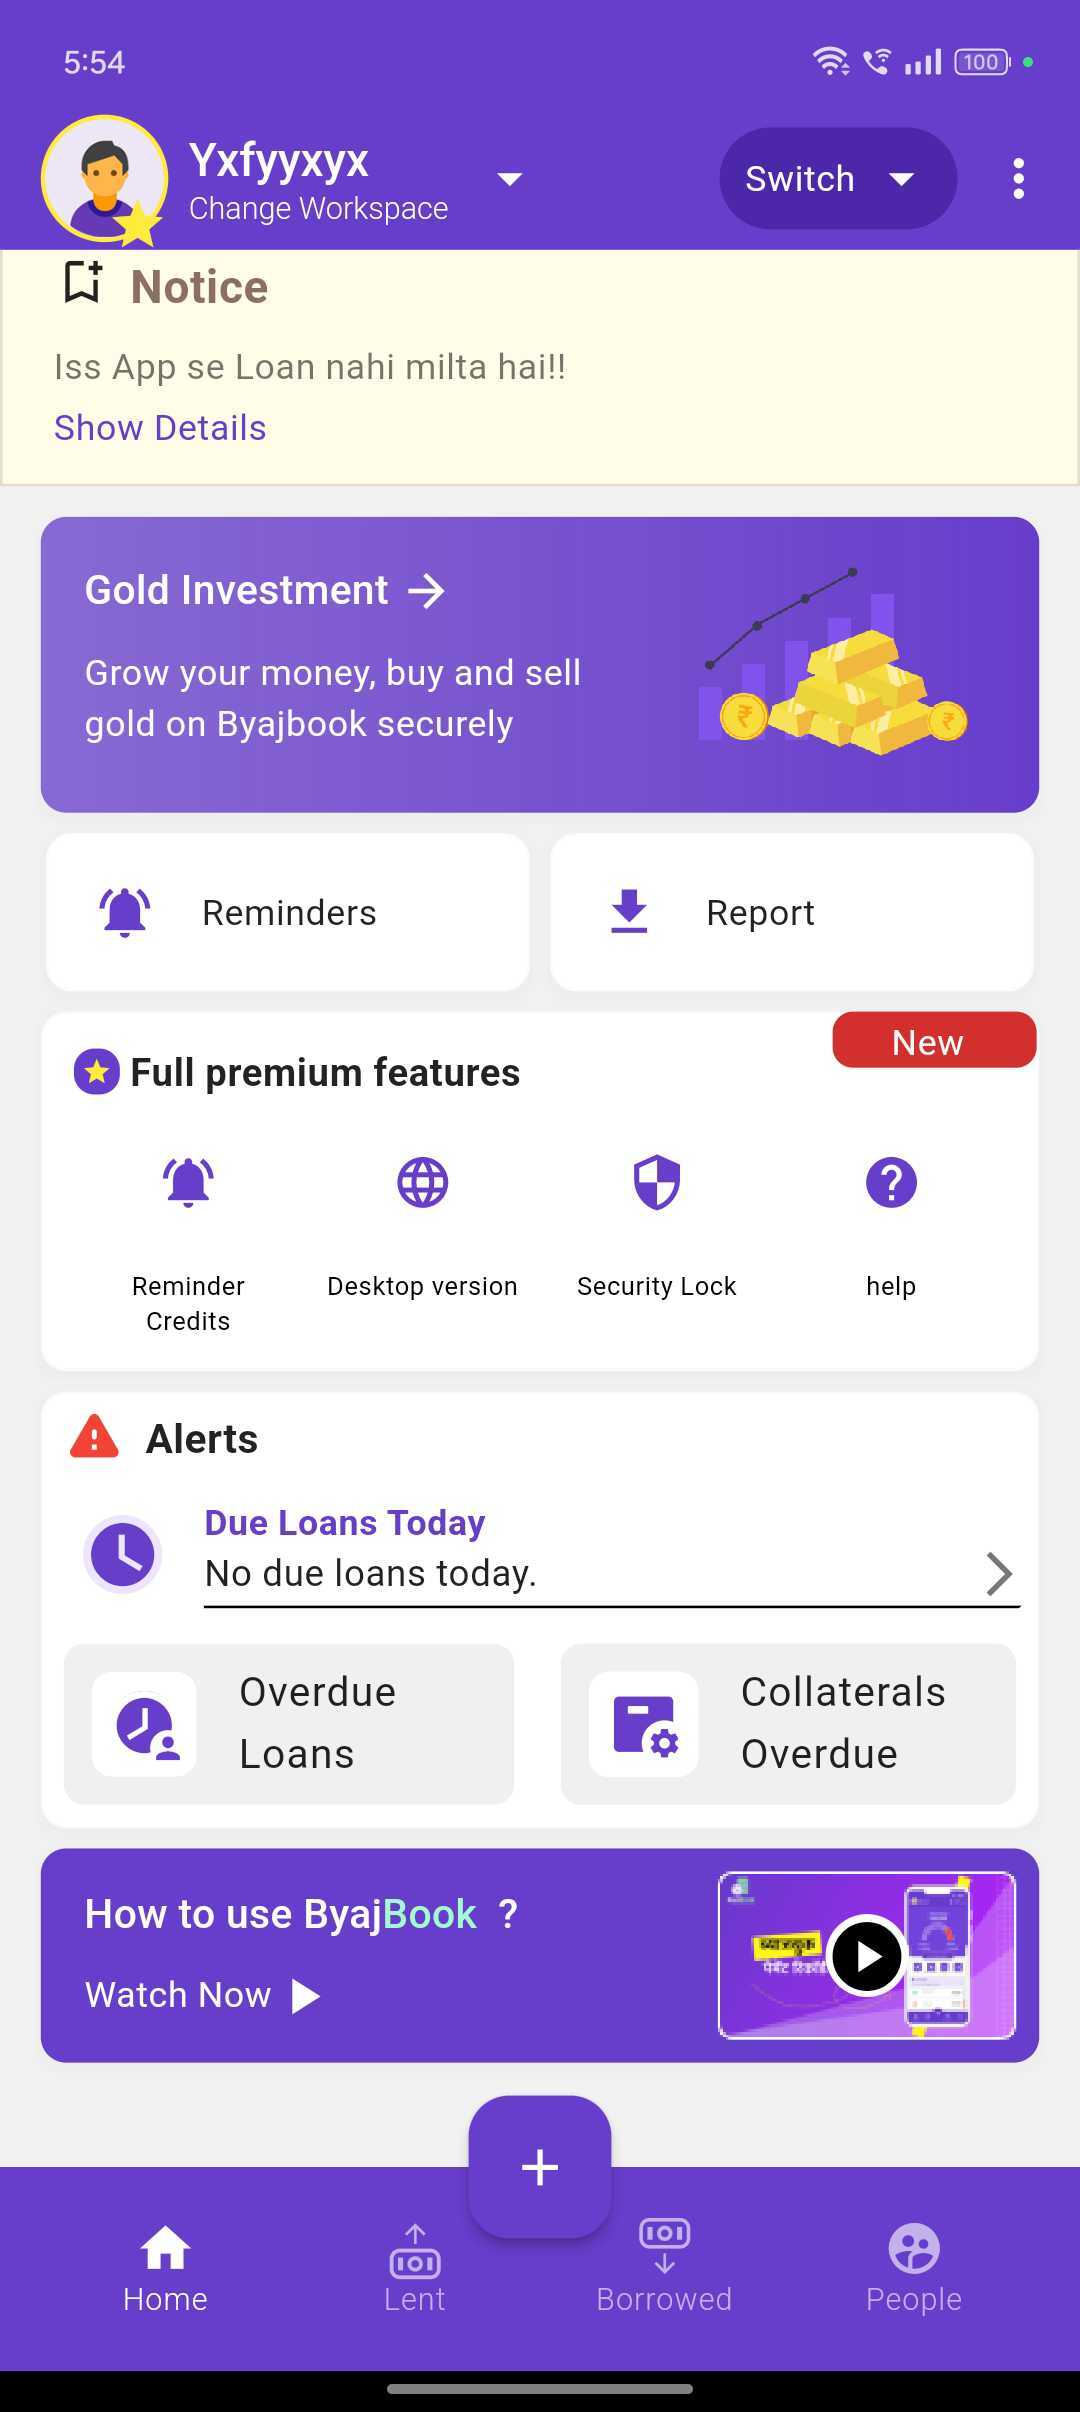 5:54
100
Yxfyyxyx
Change Workspace
Switch
Notice
Iss App se Loan nahi milta hai!!
Show Details
Gold Investment
Grow your money, buy and sell
gold on Byajbook securely
Reminders
Report
New
Full premium features
Reminder
Credits
Desktop version
Security Lock
help
Alerts
Due Loans Today
No due loans today.
Overdue
Loans
Collaterals
Overdue
How to use ByajBook ?
Watch Now
Home
Lent
Borrowed
People